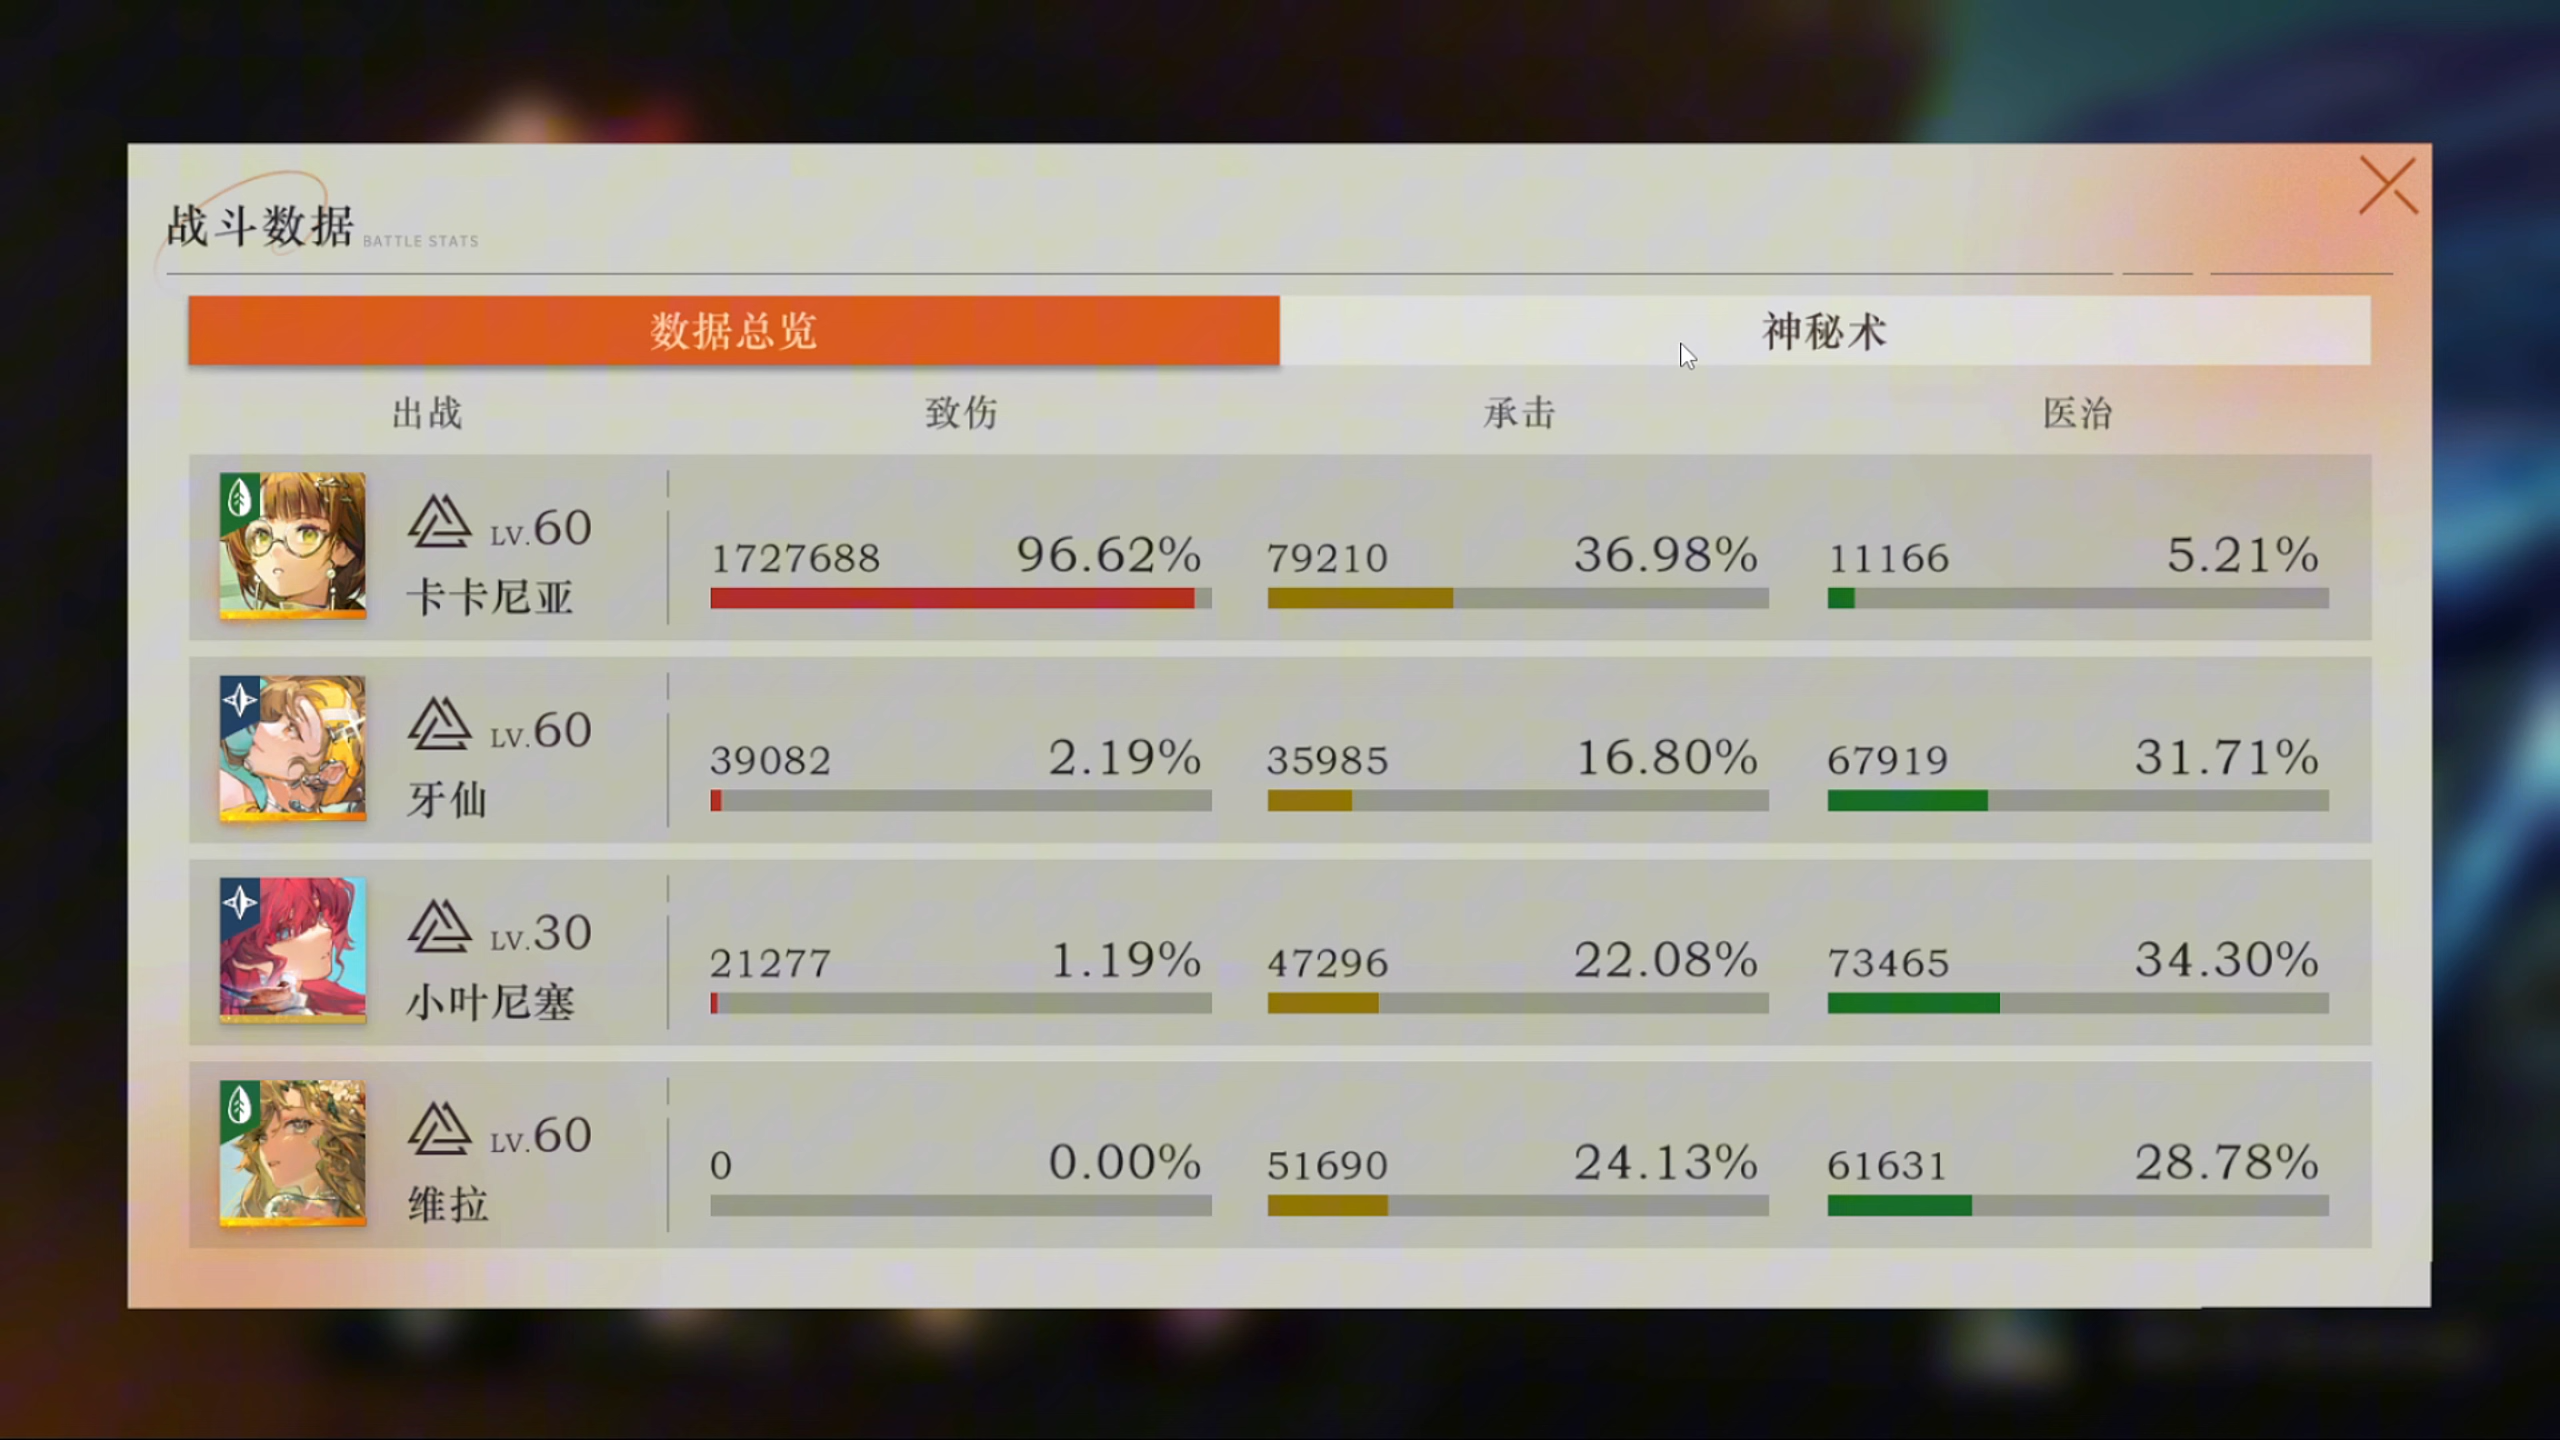 战斗数据 BATTLE STATS
数据总览 神秘术
出战 致伤 承击 医治
LV.60
卡卡尼亚
1727688 96.62% 79210 36.98% 11166 5.21%
LV.60
牙仙
39082 2.19% 35985 16.80% 67919 31.71%
LV.30
小叶尼塞
21277 1.19% 47296 22.08% 73465 34.30%
LV.60
维拉
0 0.00% 51690 24.13% 61631 28.78%